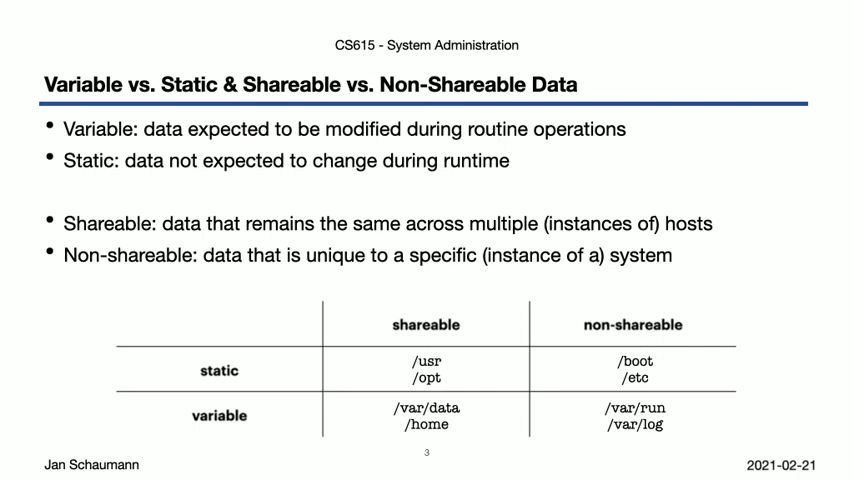 CS615 - System Administration
Variable vs. Static & Shareable vs. Non-Shareable Data
• Variable: data expected to be modified during routine operations
• Static: data not expected to change during runtime
• Shareable: data that remains the same across multiple (instances of) hosts
• Non-shareable: data that is unique to a specific (instance of a) system
shareable non-shareable
static /usr /boot
/opt /etc
variable /var/data /var/run
/home /var/log
3
Jan Schaumann 2021-02-21